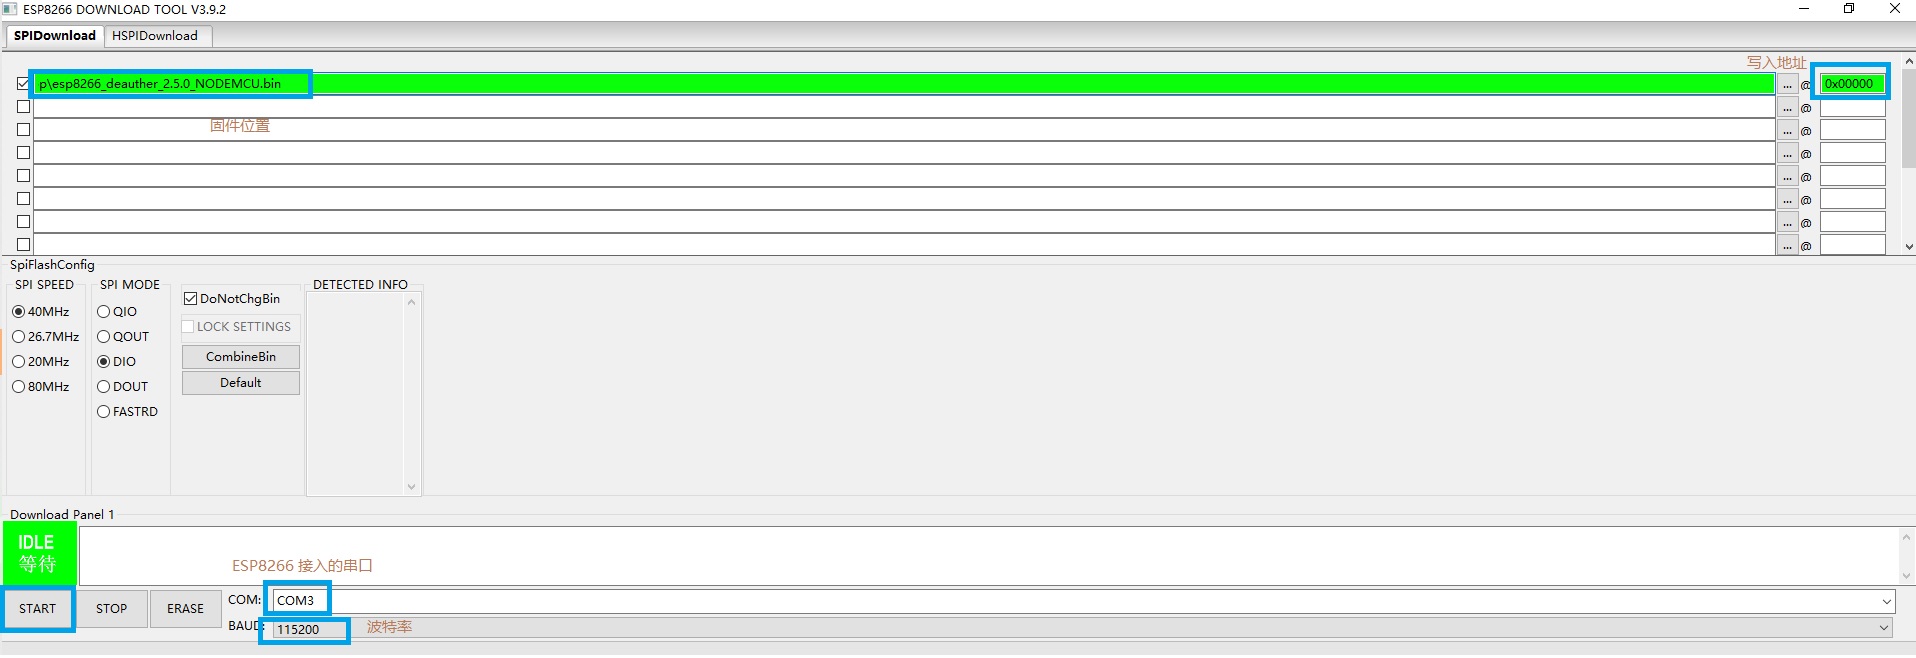 ESP8266 DOWNLOAD TOOL V3.9.2
SPIDownload HSPIDownload
写入地址
p\esp8266_deauther_2.5.0_NODEMCU.bin ... @ 0x00000
... @
固件位置
... @
... @
... @
... @
... @
... @
SpiFlashConfig
SPI SPEED SPI MODE DETECTED INFO
DoNotChgBin
40MHz QIO
LOCK SETTINGS
26.7MHz QOUT
CombineBin
20MHz DIO
Default
80MHz DOUT
FASTRD
Download Panel 1
IDLE
等待
ESP8266 接入的串口
START STOP ERASE COM: COM3
BAUD: 115200 波特率